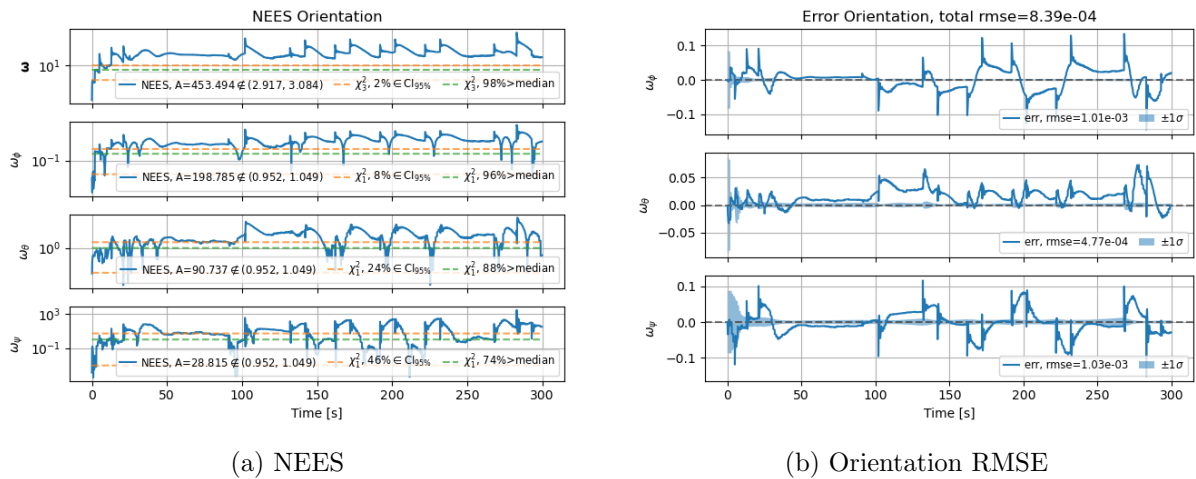 NEES Orientation
3
10¹
NEES, A=453.494∉(2.917, 3.084)
χ²₃, 2%∈CI₉₅%
χ²₃, 98%>median
ω_ϕ
10⁻¹
NEES, A=198.785∉(0.952, 1.049)
χ²₁, 8%∈CI₉₅%
χ²₁, 96%>median
ω_θ
10⁰
NEES, A=90.737∉(0.952, 1.049)
χ²₁, 24%∈CI₉₅%
χ²₁, 88%>median
ω_ψ
10³
10⁻¹
NEES, A=28.815∉(0.952, 1.049)
χ²₁, 46%∈CI₉₅%
χ²₁, 74%>median
0 50 100 150 200 250 300
Time [s]
(a) NEES
Error Orientation, total rmse=8.39e-04
ω_ϕ
0.1
0.0
−0.1
err, rmse=1.01e-03 ±1σ
ω_θ
0.05
0.00
−0.05
err, rmse=4.77e-04 ±1σ
ω_ψ
0.1
0.0
−0.1
err, rmse=1.03e-03 ±1σ
0 50 100 150 200 250 300
Time [s]
(b) Orientation RMSE